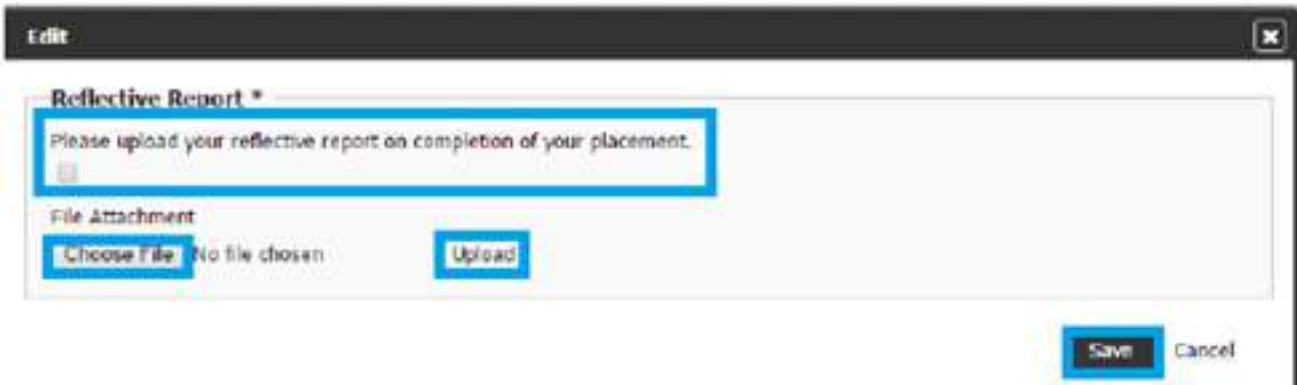 Edit
Reflective Report *
Please upload your reflective report on completion of your placement.
File Attachment
Choose File No file chosen Upload
Save Cancel